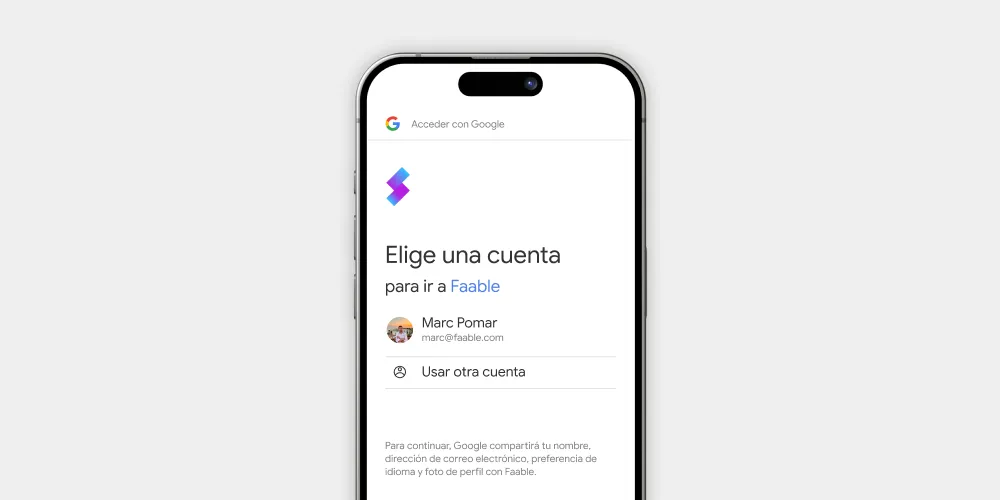 Acceder con Google
Elige una cuenta
para ir a Faable
Marc Pomar
marc@faable.com
Usar otra cuenta
Para continuar, Google compartirá tu nombre,
dirección de correo electrónico, preferencia de
idioma y foto de perfil con Faable.